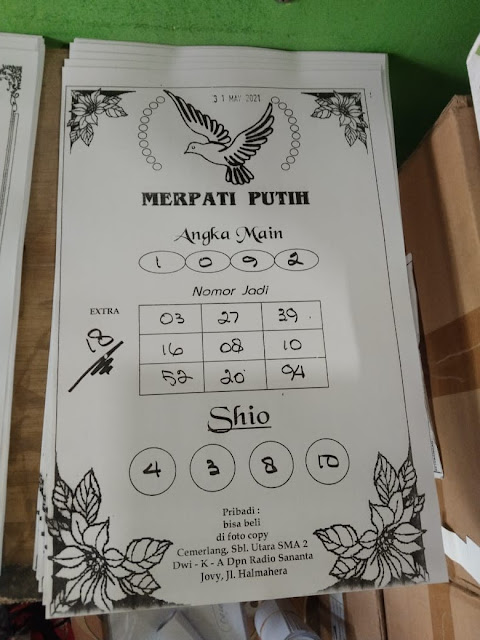 31 MAY 2021
MERPATI PUTIH
Angka Main
1 0 9 2
Nomor Jadi
EXTRA
18
03 27 39
16 08 10
52 20 94
Shio
4 3 8 10
Pribadi :
bisa beli
di foto copy
Cemerlang, Sbl. Utara SMA 2
Dwi - K - A Dpn Radio Sananta
Jovy, Jl. Halmahera